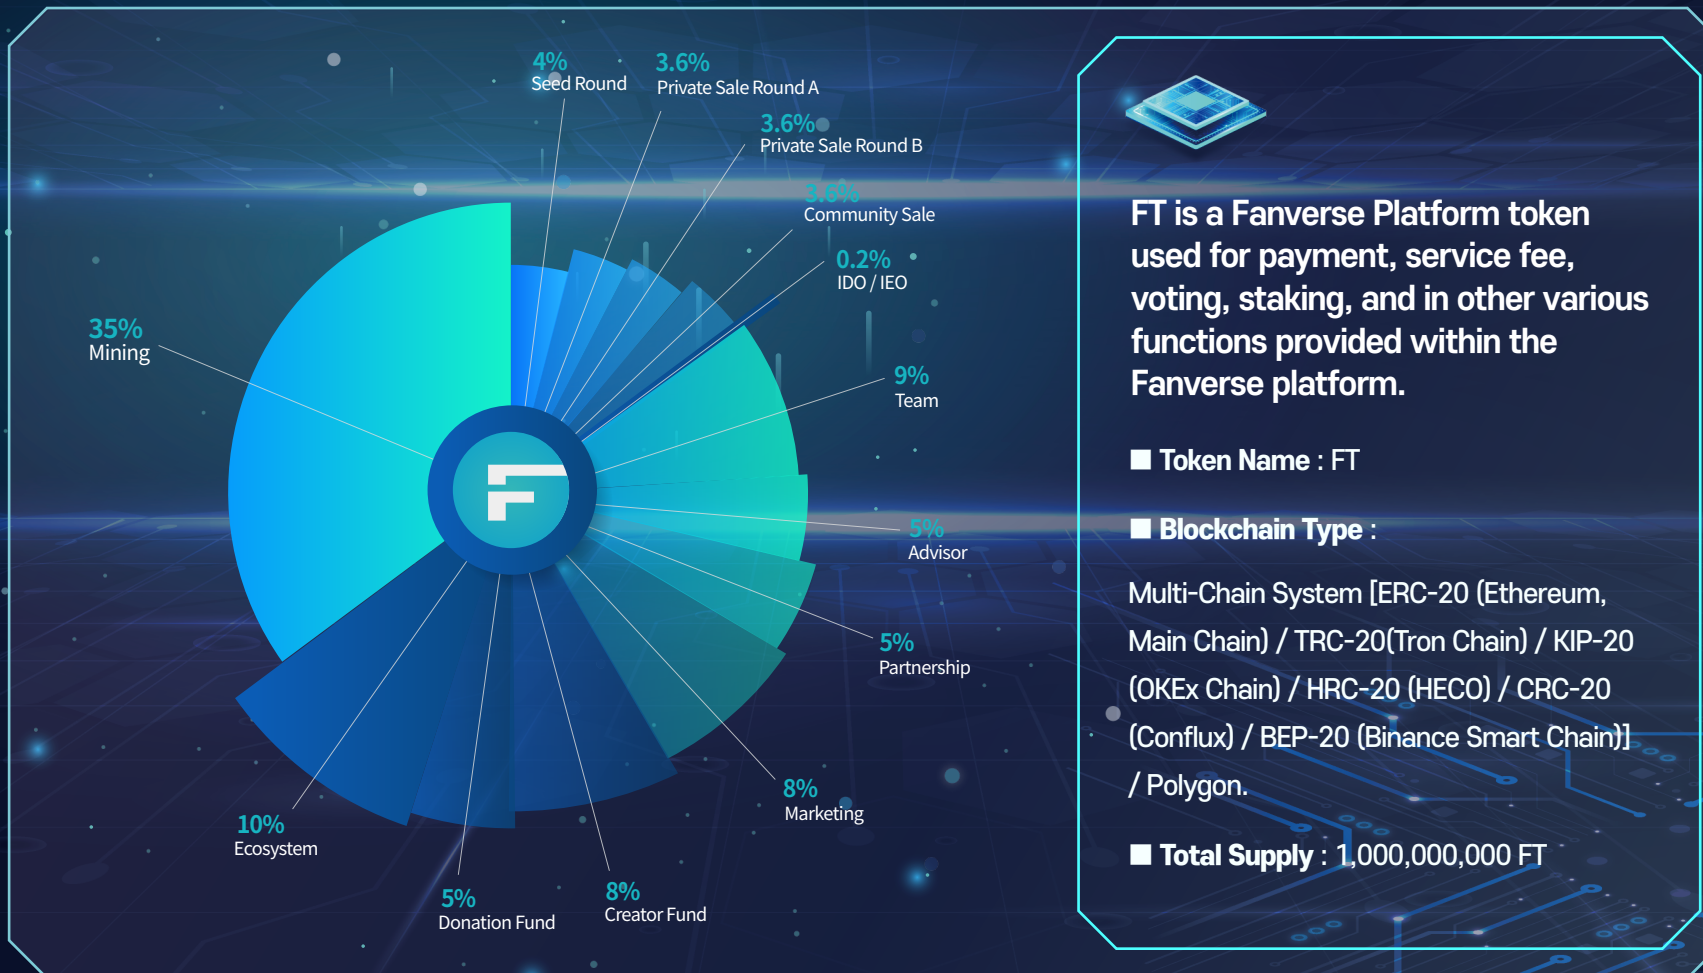 4%
Seed Round
3.6%
Private Sale Round A
3.6%
Private Sale Round B
3.6%
Community Sale
0.2%
IDO / IEO
9%
Team
5%
Advisor
5%
Partnership
8%
Marketing
8%
Creator Fund
5%
Donation Fund
10%
Ecosystem
35%
Mining
F
FT is a Fanverse Platform token
used for payment, service fee,
voting, staking, and in other various
functions provided within the
Fanverse platform.
■ Token Name : FT
■ Blockchain Type :
Multi-Chain System [ERC-20 (Ethereum,
Main Chain) / TRC-20(Tron Chain) / KIP-20
(OKEx Chain) / HRC-20 (HECO) / CRC-20
(Conflux) / BEP-20 (Binance Smart Chain)]
/ Polygon.
■ Total Supply : 1,000,000,000 FT